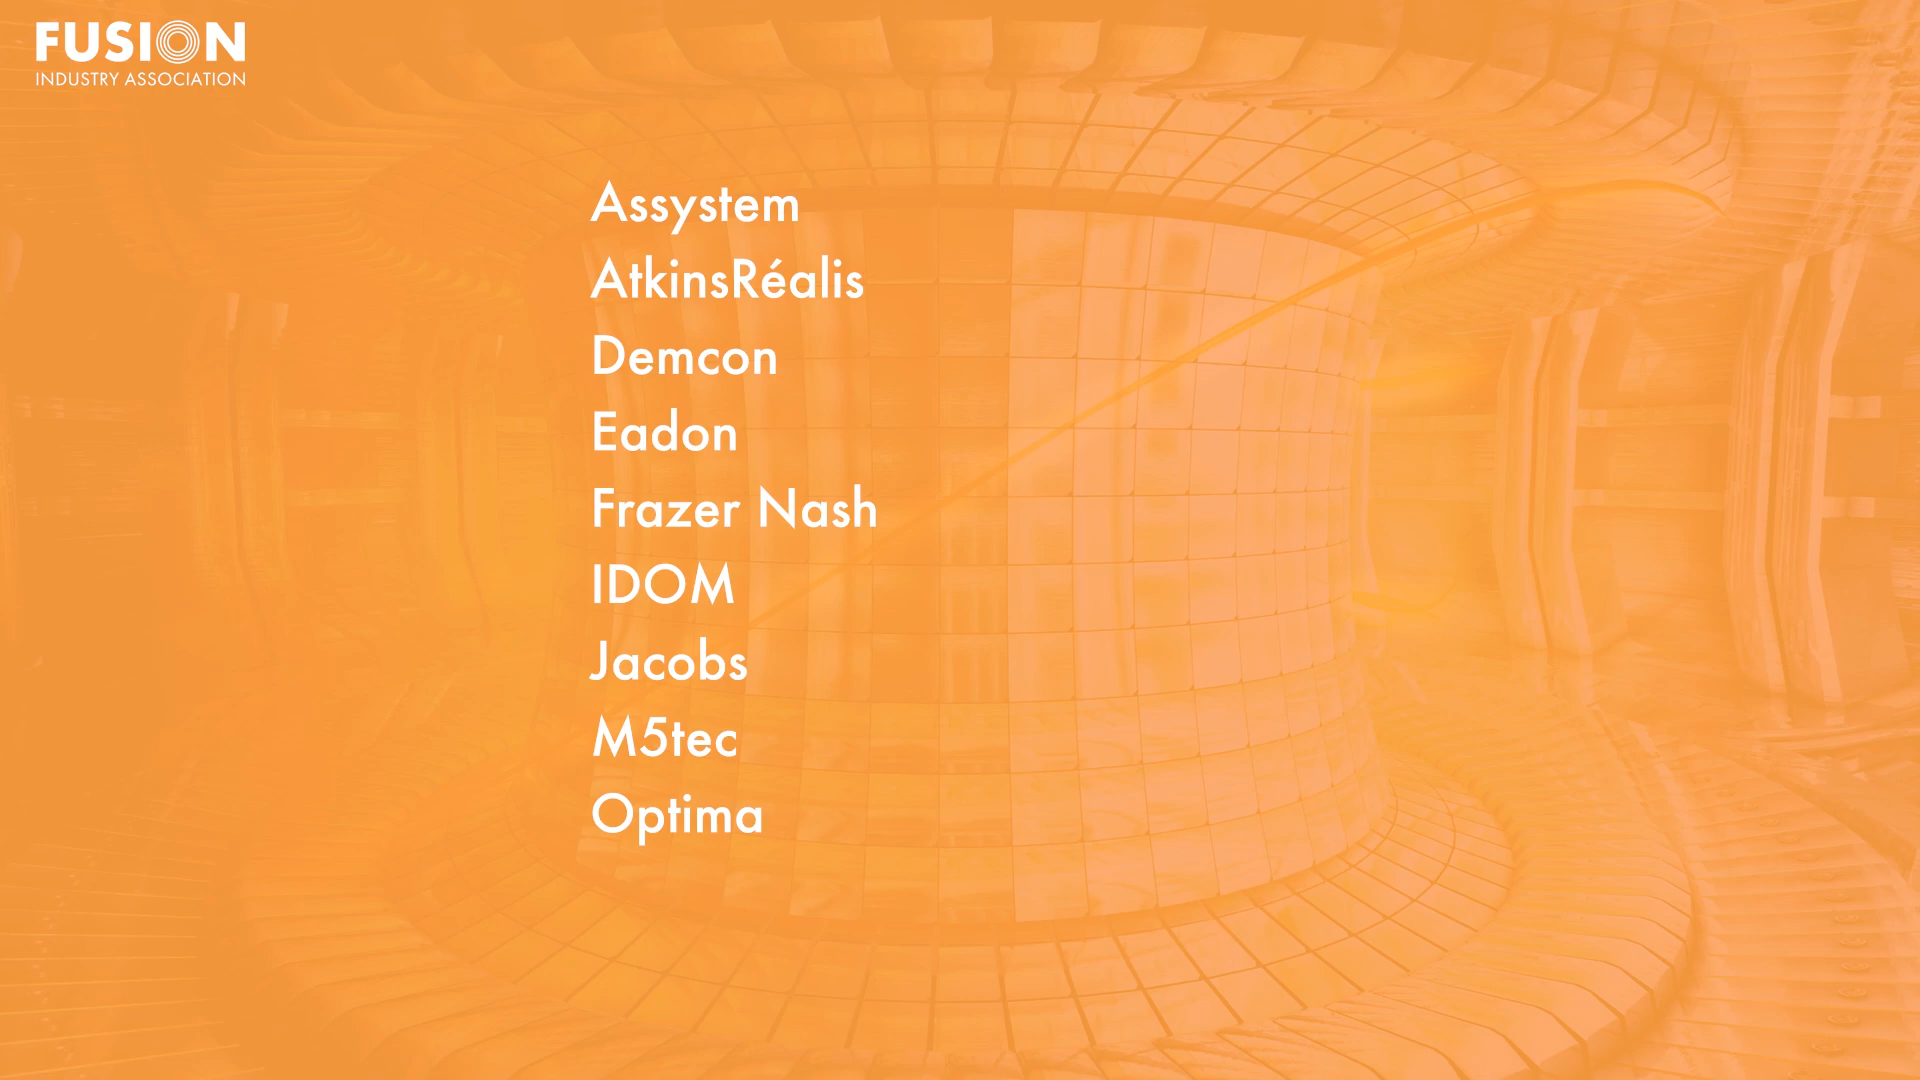 FUSION
INDUSTRY ASSOCIATION
Assystem
AtkinsRéalis
Demcon
Eadon
Frazer Nash
IDOM
Jacobs
M5tec
Optima